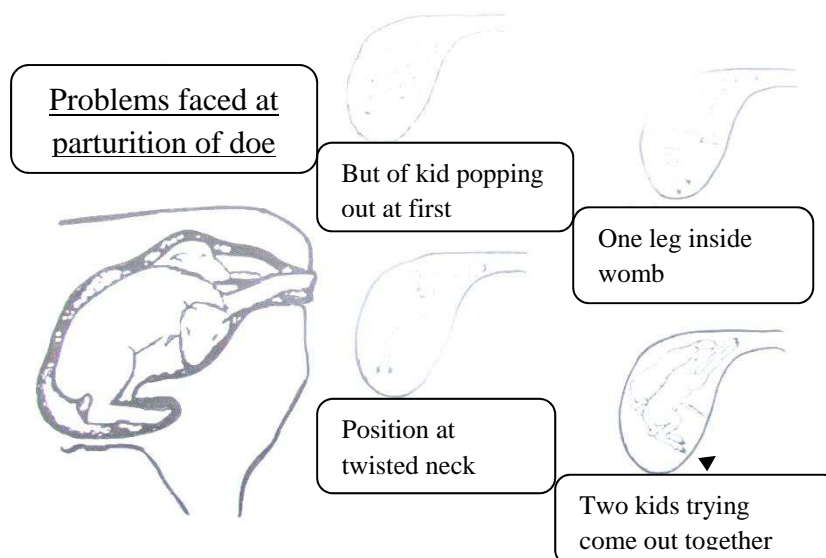 Problems faced at
parturition of doe
But of kid popping
out at first
One leg inside
womb
Position at
twisted neck
Two kids trying
come out together